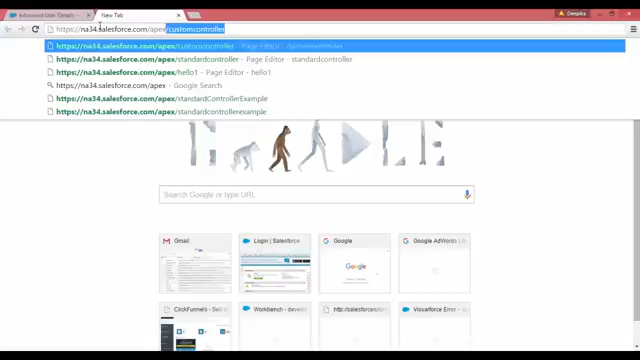 Advanced User Details
New Tab
Deepika
https://na34.salesforce.com/apex/customcontroller
https://na34.salesforce.com/apex/customcontroller - Page Editor - customcontroller
https://na34.salesforce.com/apex/standardcontroller - Page Editor - standardcontroller
https://na34.salesforce.com/apex/hello1 - Page Editor - hello1
https://na34.salesforce.com/apex - Google Search
https://na34.salesforce.com/apex/standardControllerExample
https://na34.salesforce.com/apex/standardcontrollerexample
Search Google or type URL
Gmail
Login | Salesforce
Google
Google AdWords |
Google
ClickFunnels - Sell
Workbench - devel
http://salesforce
Visualforce Error -